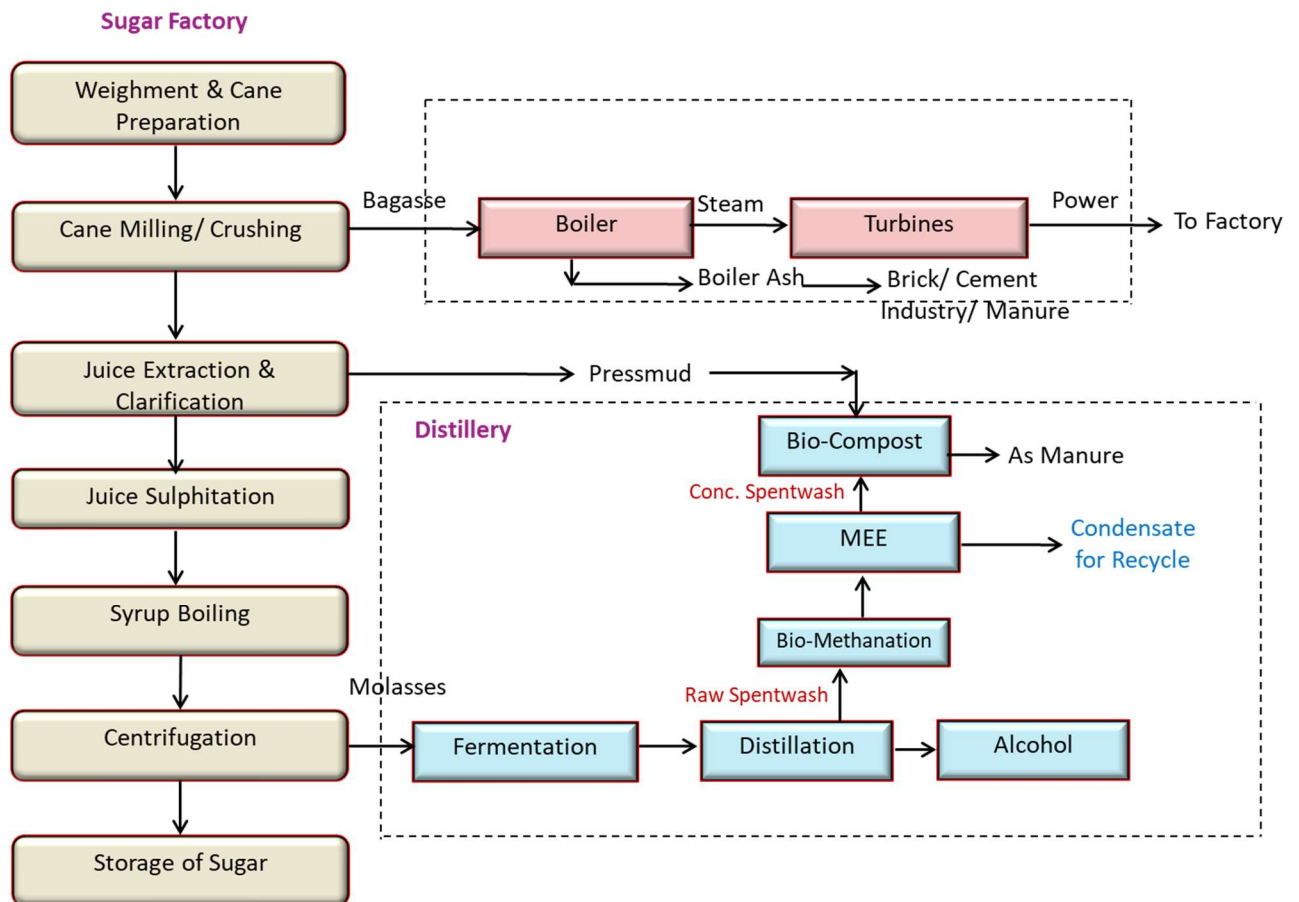 Sugar Factory
Weighment & Cane
Preparation
Cane Milling/ Crushing
Bagasse
Boiler
Steam
Turbines
Power
To Factory
Boiler Ash
Brick/ Cement
Industry/ Manure
Juice Extraction &
Clarification
Pressmud
Distillery
Bio-Compost
As Manure
Juice Sulphitation
Conc. Spentwash
MEE
Condensate
for Recycle
Syrup Boiling
Bio-Methanation
Molasses
Raw Spentwash
Centrifugation
Fermentation
Distillation
Alcohol
Storage of Sugar